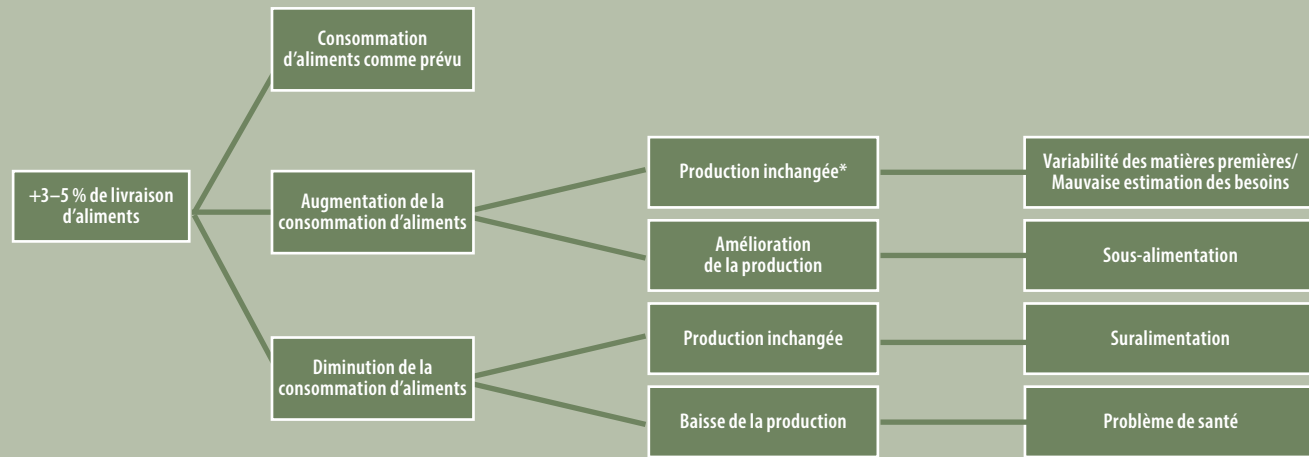 Consommation
d’aliments comme prévu
+3–5 % de livraison
d’aliments
Augmentation de la
consommation d’aliments
Production inchangée*
Variabilité des matières premières/
Mauvaise estimation des besoins
Amélioration
de la production
Sous-alimentation
Diminution de la
consommation d’aliments
Production inchangée
Suralimentation
Baisse de la production
Problème de santé